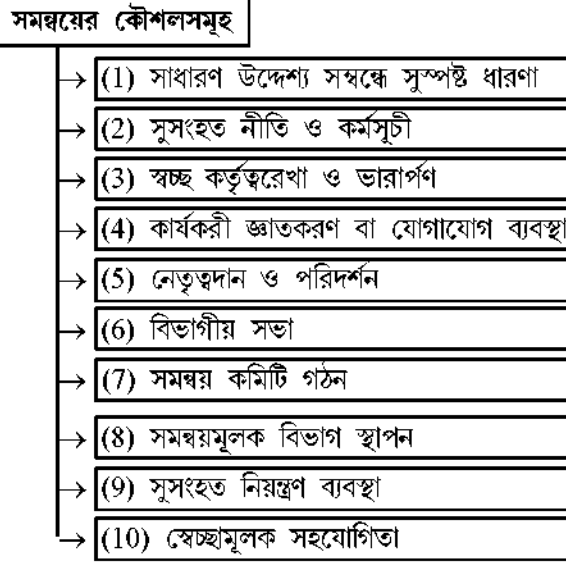 সমন্বয়ের কৌশলসমূহ
(1) সাধারণ উদ্দেশ্য সম্বন্ধে সুস্পষ্ট ধারণা
(2) সুসংহত নীতি ও কর্মসূচী
(3) স্বচ্ছ কর্তৃত্বরেখা ও ভারার্পণ
(4) কার্যকরী জ্ঞাতকরণ বা যোগাযোগ ব্যবস্থা
(5) নেতৃত্বদান ও পরিদর্শন
(6) বিভাগীয় সভা
(7) সমন্বয় কমিটি গঠন
(8) সমন্বয়মূলক বিভাগ স্থাপন
(9) সুসংহত নিয়ন্ত্রণ ব্যবস্থা
(10) স্বেচ্ছামূলক সহযোগিতা